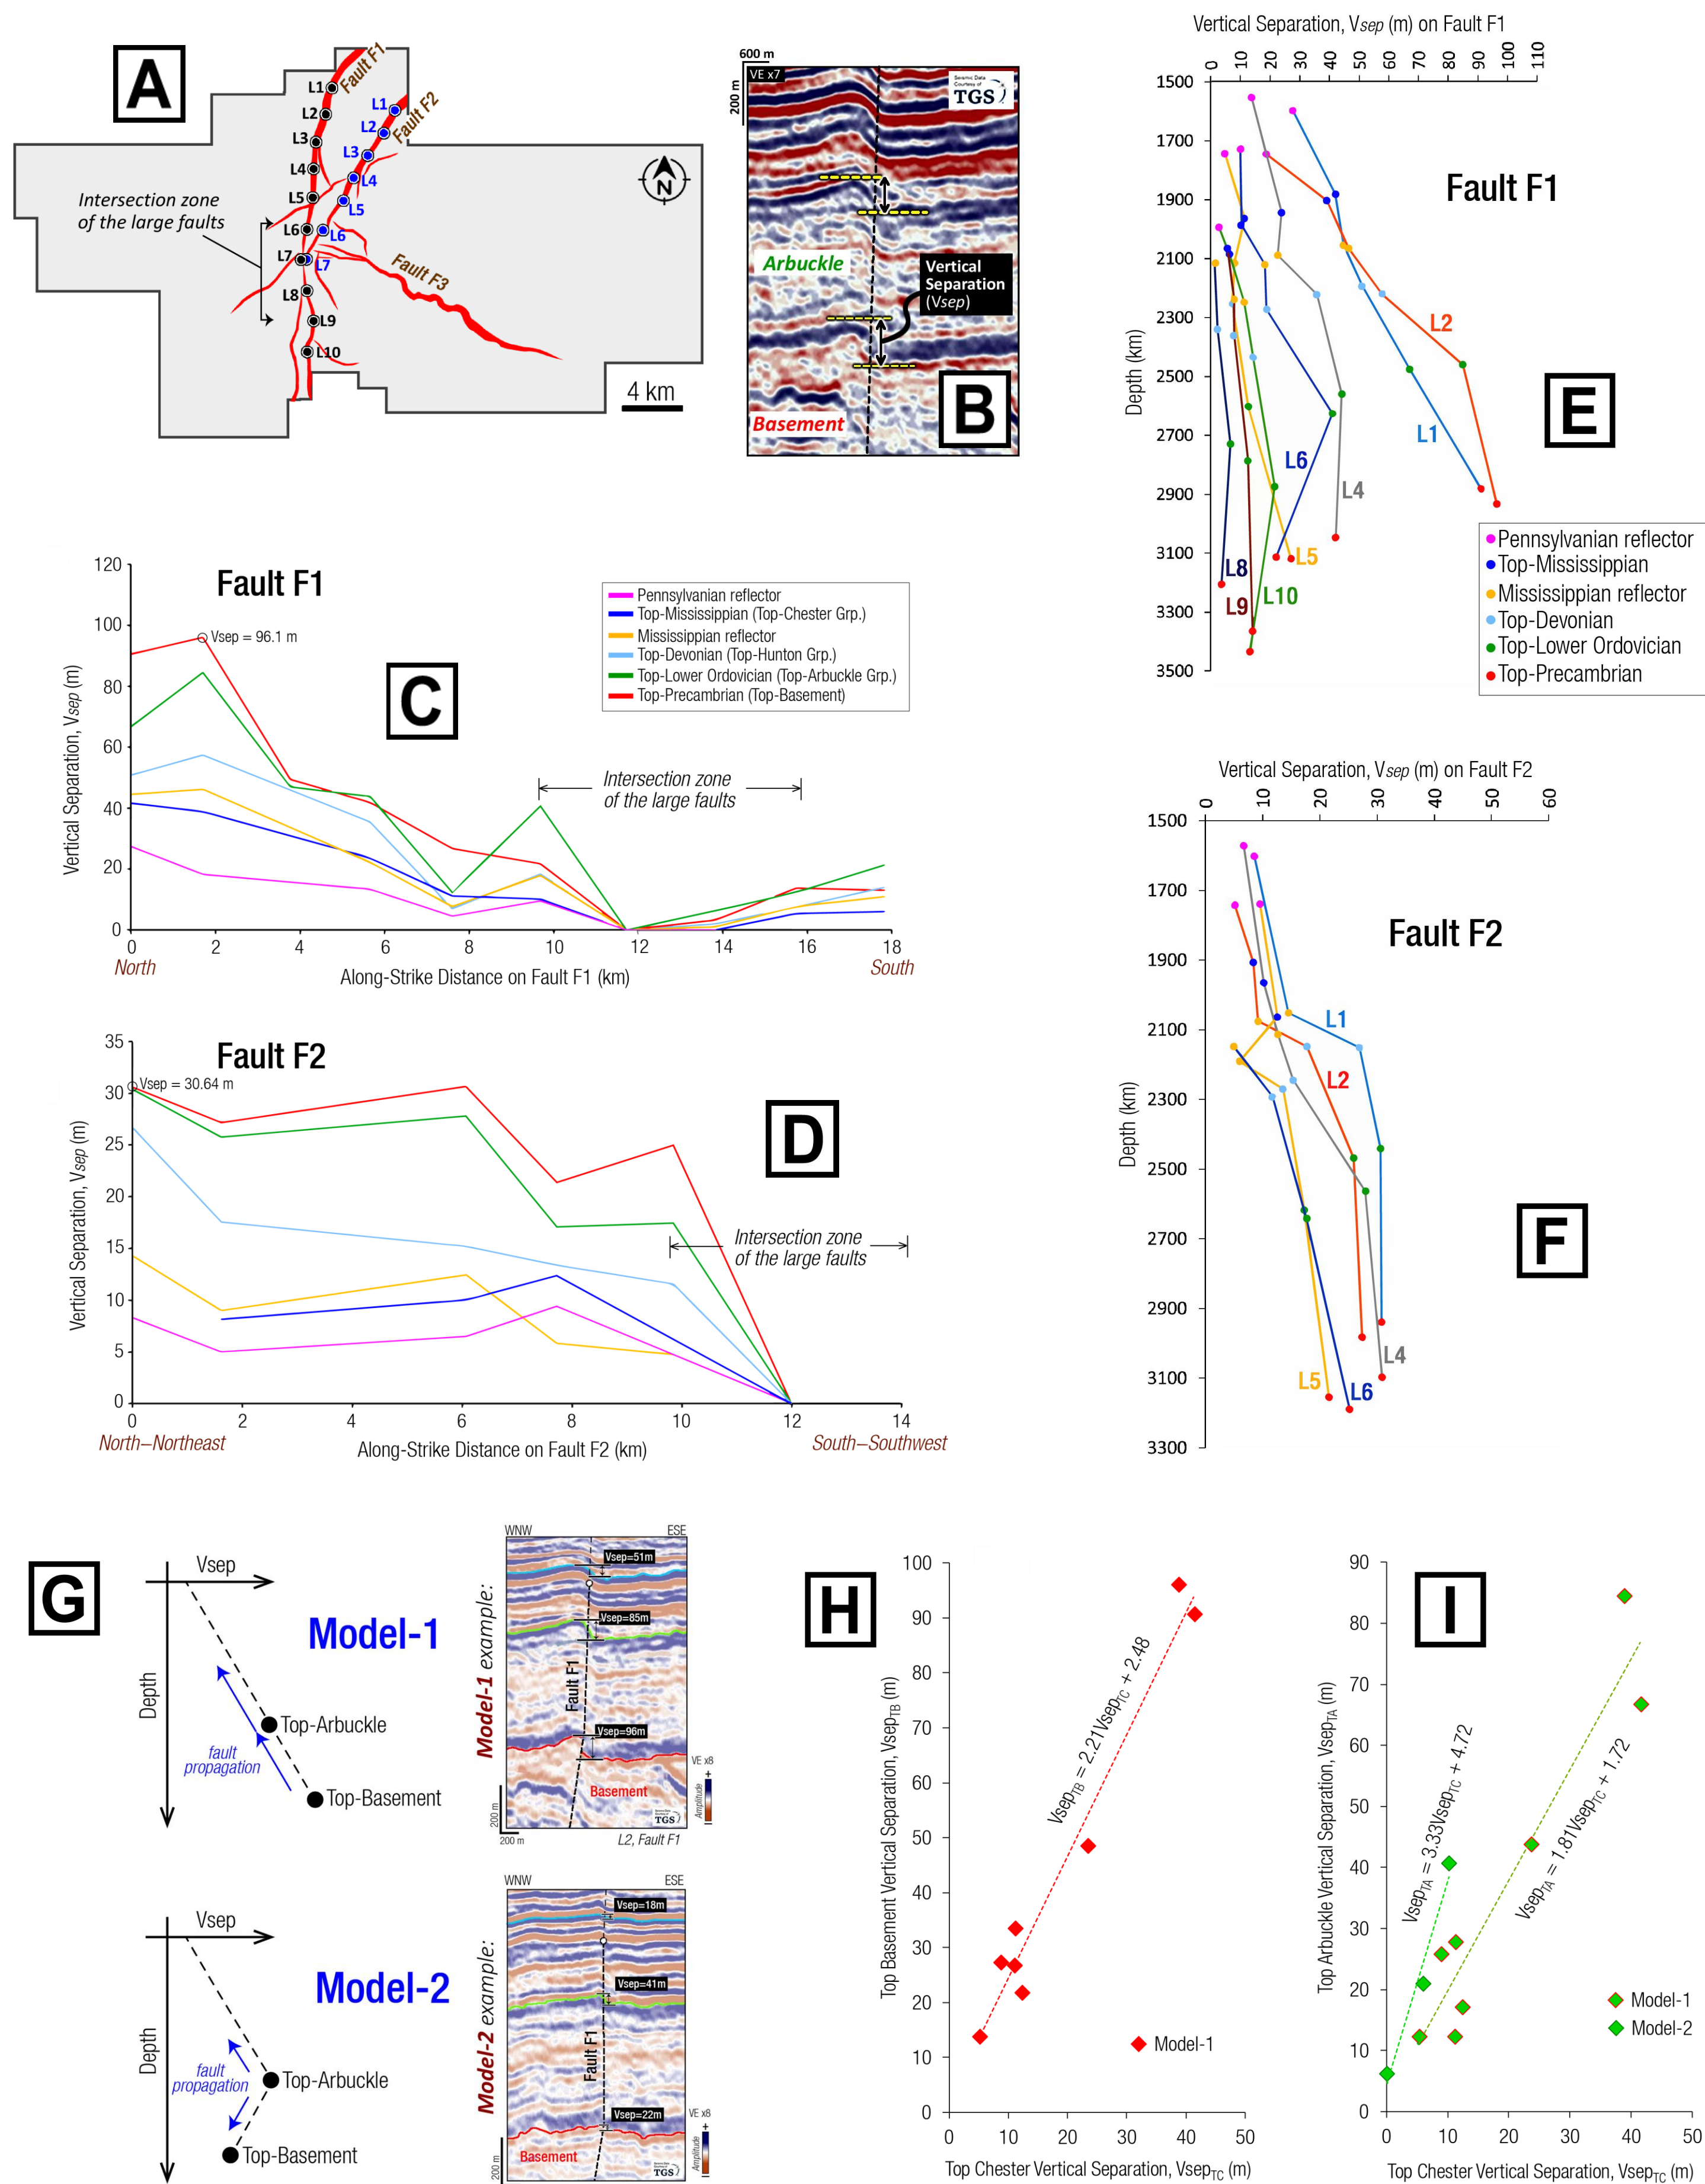 A
Fault F1
Fault F2
Fault F3
L1
L2
L3
L4
L5
L6
L7
L8
L9
L10
L1
L2
L3
L4
L5
L6
L7
Intersection zone
of the large faults
N
4 km
600 m
200 m
VE x7
Seismic Data
Courtesy of
TGS
Arbuckle
Vertical
Separation
(Vsep)
Basement
B
Vertical Separation, Vsep (m) on Fault F1
0 10 20 30 40 50 60 70 80 90 100 110
1500
1700
1900
2100
2300
2500
2700
2900
3100
3300
3500
Depth (km)
Fault F1
E
L2
L1
L6
L4
L5
L8
L9
L10
Pennsylvanian reflector
Top-Mississippian
Mississippian reflector
Top-Devonian
Top-Lower Ordovician
Top-Precambrian
Fault F1
C
120
100
80
60
40
20
0
Vertical Separation, Vsep (m)
Vsep = 96.1 m
Pennsylvanian reflector
Top-Mississippian (Top-Chester Grp.)
Mississippian reflector
Top-Devonian (Top-Hunton Grp.)
Top-Lower Ordovician (Top-Arbuckle Grp.)
Top-Precambrian (Top-Basement)
Intersection zone
of the large faults
0 2 4 6 8 10 12 14 16 18
North
Along-Strike Distance on Fault F1 (km)
South
Fault F2
D
35
30
25
20
15
10
5
0
Vertical Separation, Vsep (m)
Vsep = 30.64 m
Intersection zone
of the large faults
0 2 4 6 8 10 12 14
North–Northeast
Along-Strike Distance on Fault F2 (km)
South–Southwest
Vertical Separation, Vsep (m) on Fault F2
0 10 20 30 40 50 60
1500
1700
1900
2100
2300
2500
2700
2900
3100
3300
Depth (km)
Fault F2
F
L1
L2
L4
L5
L6
G
Vsep
Depth
Model-1
Top-Arbuckle
fault
propagation
Top-Basement
Model-1 example:
WNW
ESE
Vsep=51m
Vsep=85m
Fault F1
Vsep=96m
Basement
TGS
200 m
200 m
L2, Fault F1
VE x8
+
Amplitude
–
Vsep
Depth
Model-2
Top-Arbuckle
fault
propagation
Top-Basement
Model-2 example:
WNW
ESE
Vsep=18m
Vsep=41m
Fault F1
Vsep=22m
Basement
TGS
200 m
VE x8
+
Amplitude
–
H
100
90
80
70
60
50
40
30
20
10
0
Top Basement Vertical Separation, VsepTB (m)
VsepTB = 2.21VsepTC + 2.48
Model-1
0 10 20 30 40 50
Top Chester Vertical Separation, VsepTC (m)
I
90
80
70
60
50
40
30
20
10
0
Top Arbuckle Vertical Separation, VsepTA (m)
VsepTA = 3.33VsepTC + 4.72
VsepTA = 1.81VsepTC + 1.72
Model-1
Model-2
0 10 20 30 40 50
Top Chester Vertical Separation, VsepTC (m)